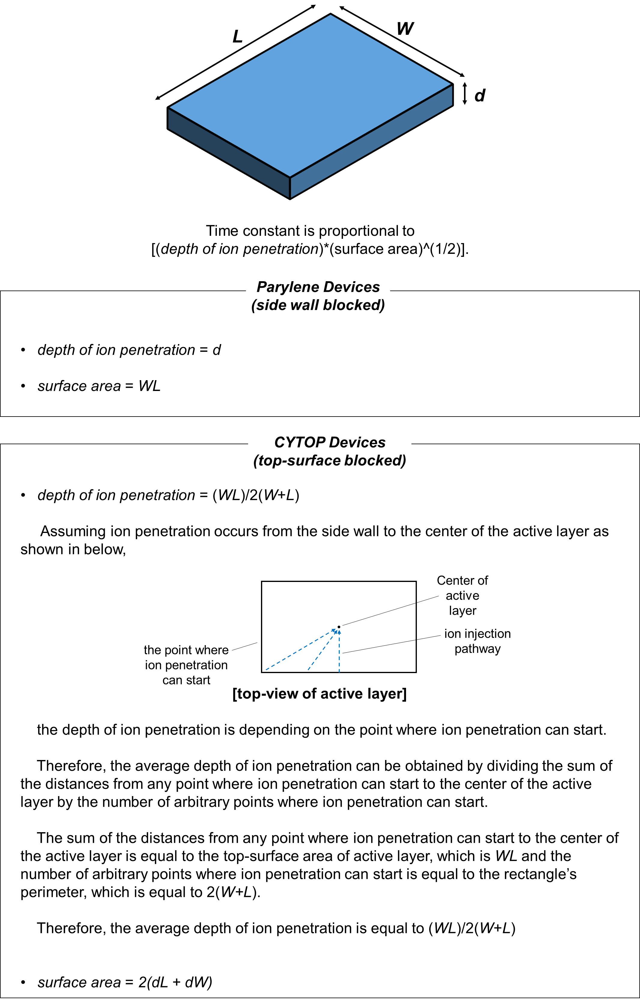 L
W
d
Time constant is proportional to
[(depth of ion penetration)*(surface area)^(1/2)].
Parylene Devices
(side wall blocked)
• depth of ion penetration = d
• surface area = WL
CYTOP Devices
(top-surface blocked)
• depth of ion penetration = (WL)/2(W+L)
Assuming ion penetration occurs from the side wall to the center of the active layer as
shown in below,
Center of
active
layer
ion injection
pathway
the point where
ion penetration
can start
[top-view of active layer]
the depth of ion penetration is depending on the point where ion penetration can start.
Therefore, the average depth of ion penetration can be obtained by dividing the sum of
the distances from any point where ion penetration can start to the center of the active
layer by the number of arbitrary points where ion penetration can start.
The sum of the distances from any point where ion penetration can start to the center of
the active layer is equal to the top-surface area of active layer, which is WL and the
number of arbitrary points where ion penetration can start is equal to the rectangle’s
perimeter, which is equal to 2(W+L).
Therefore, the average depth of ion penetration is equal to (WL)/2(W+L)
• surface area = 2(dL + dW)